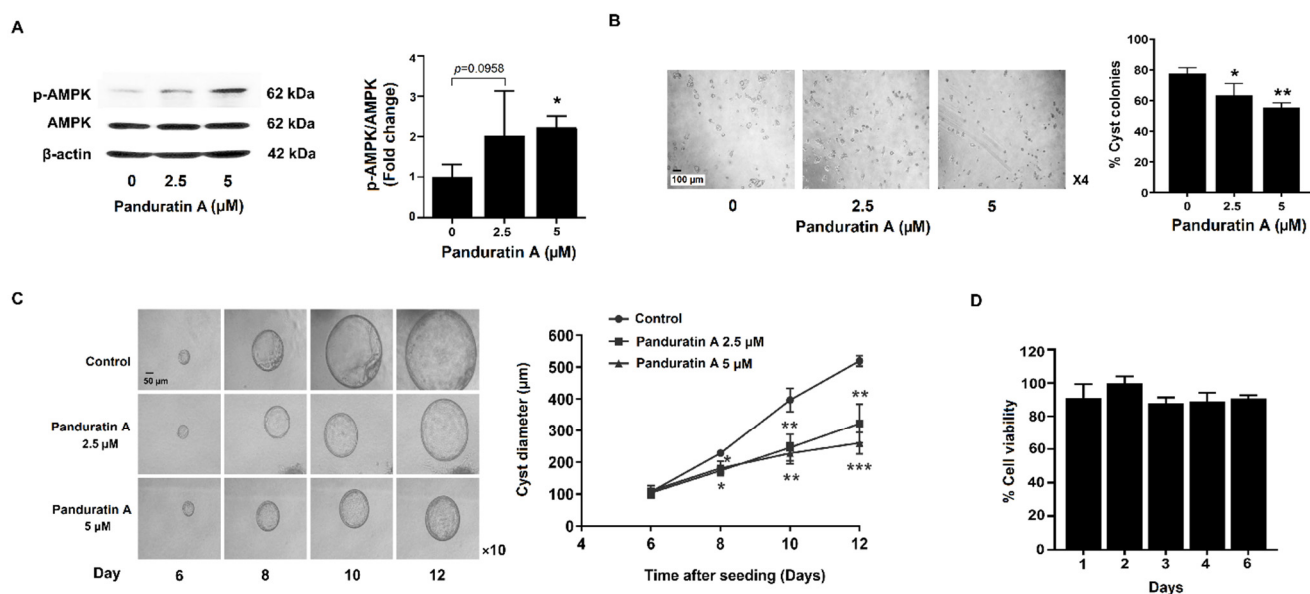 A
p-AMPK 62 kDa
AMPK 62 kDa
β-actin 42 kDa
0 2.5 5
Panduratin A (µM)
p-AMPK/AMPK
(Fold change)
4
3
2
1
0
p=0.0958
*
0 2.5 5
Panduratin A (µM)
B
100 µm
X4
0 2.5 5
Panduratin A (µM)
% Cyst colonies
100
80
60
40
20
0
*
**
0 2.5 5
Panduratin A (µM)
C
Control
50 µm
Panduratin A
2.5 µM
Panduratin A
5 µM
×10
Day 6 8 10 12
Cyst diameter (µm)
600
500
400
300
200
100
0
Control
Panduratin A 2.5 µM
Panduratin A 5 µM
*
*
**
**
**
***
4 6 8 10 12
Time after seeding (Days)
D
% Cell viability
120
100
80
60
40
20
0
1 2 3 4 6
Days